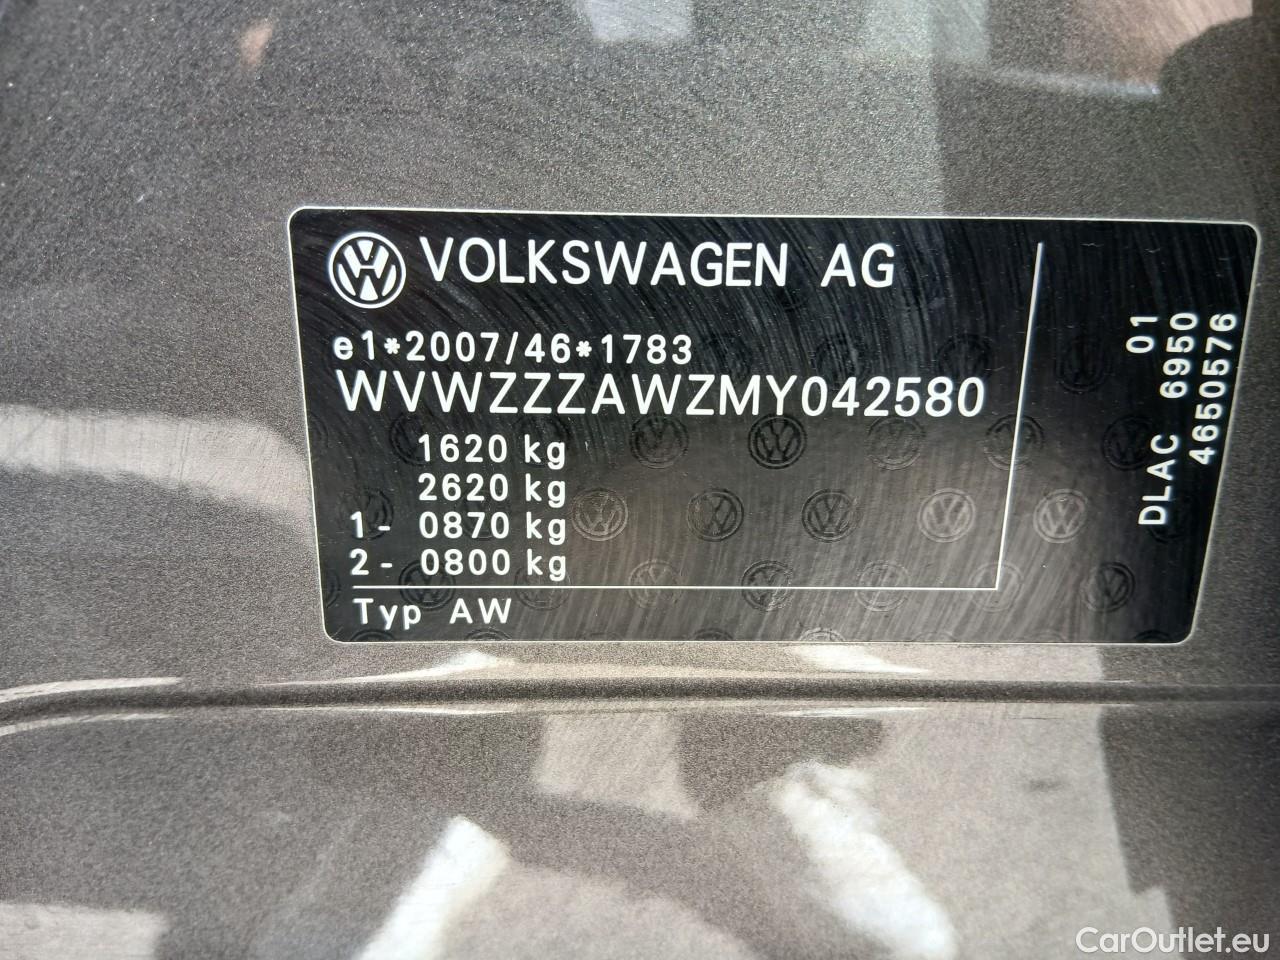 VOLKSWAGEN AG
e1*2007/46*1783
WVWZZZAWZMY042580
1620 kg
2620 kg
1- 0870 kg
2- 0800 kg
Typ AW
01
DLAC 6950
4650576
CarOutlet.eu